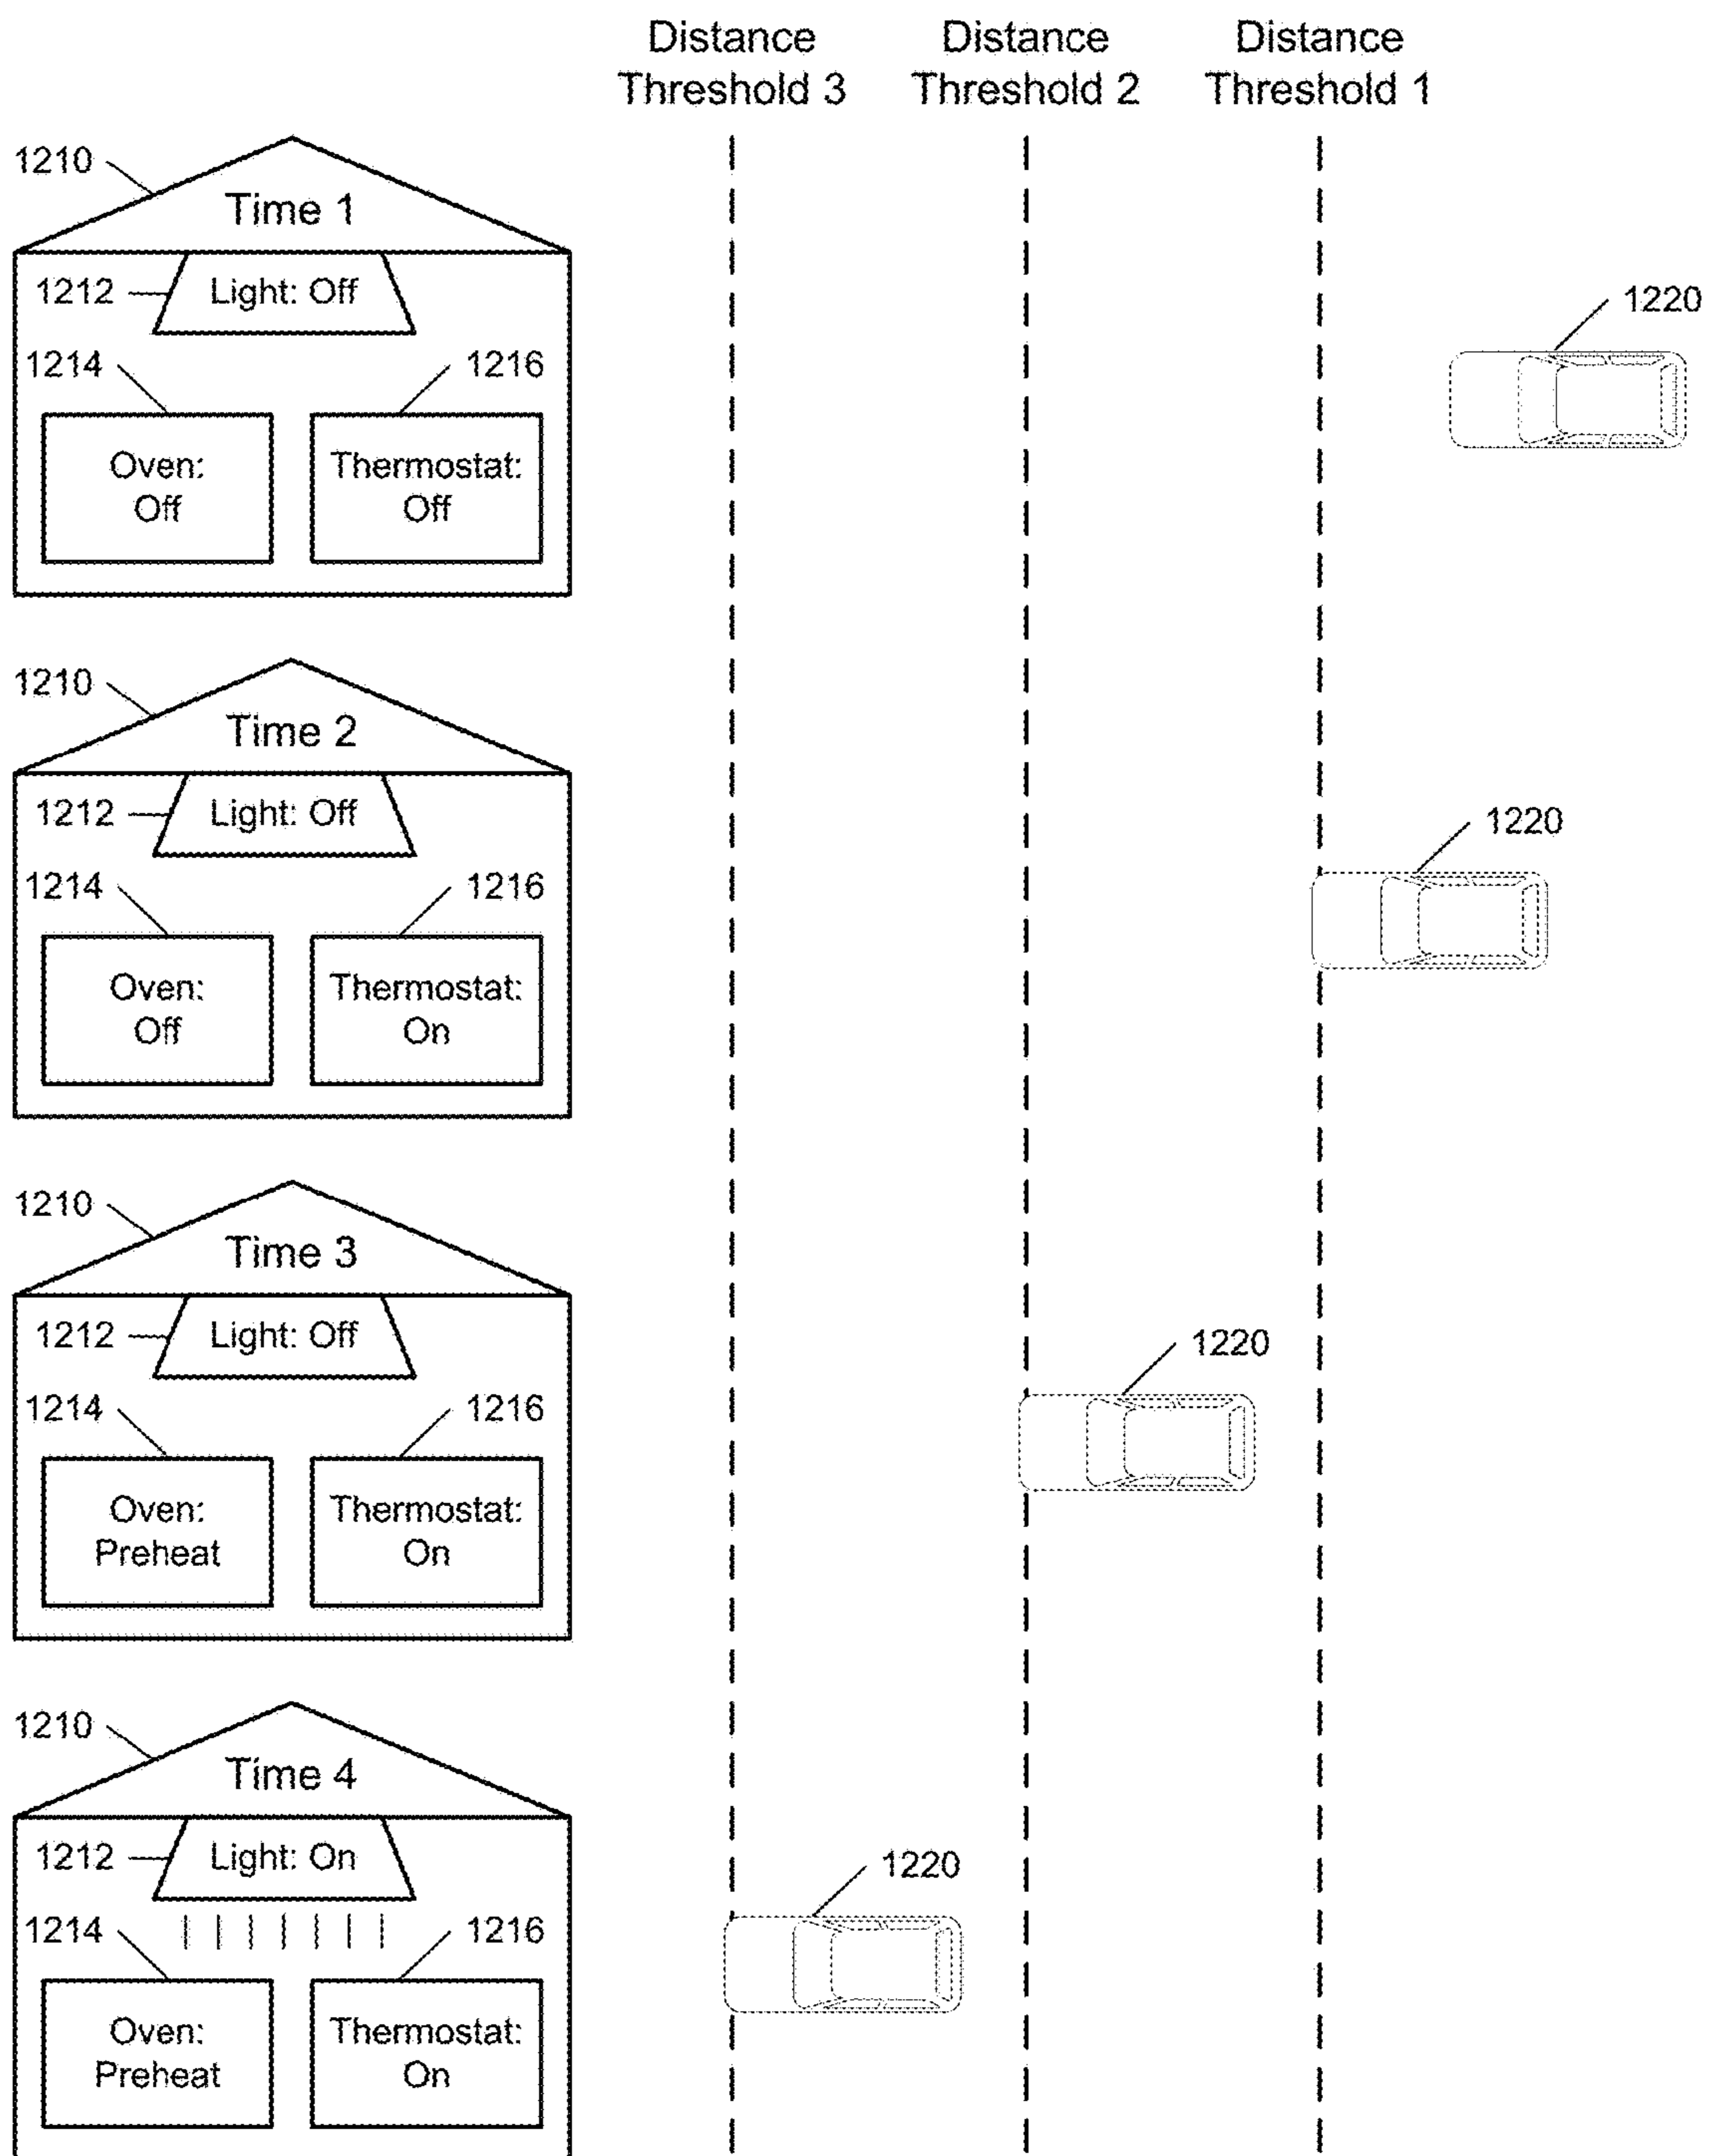 Distance
Threshold 3
Distance
Threshold 2
Distance
Threshold 1
1210
Time 1
1212
Light: Off
1220
1214
1216
Oven:
Off
Thermostat:
Off
1210
Time 2
1212
Light: Off
1220
1214
1216
Oven:
Off
Thermostat:
On
1210
Time 3
1212
Light: Off
1220
1214
1216
Oven:
Preheat
Thermostat:
On
1210
Time 4
1212
Light: On
1220
1214
1216
Oven:
Preheat
Thermostat:
On